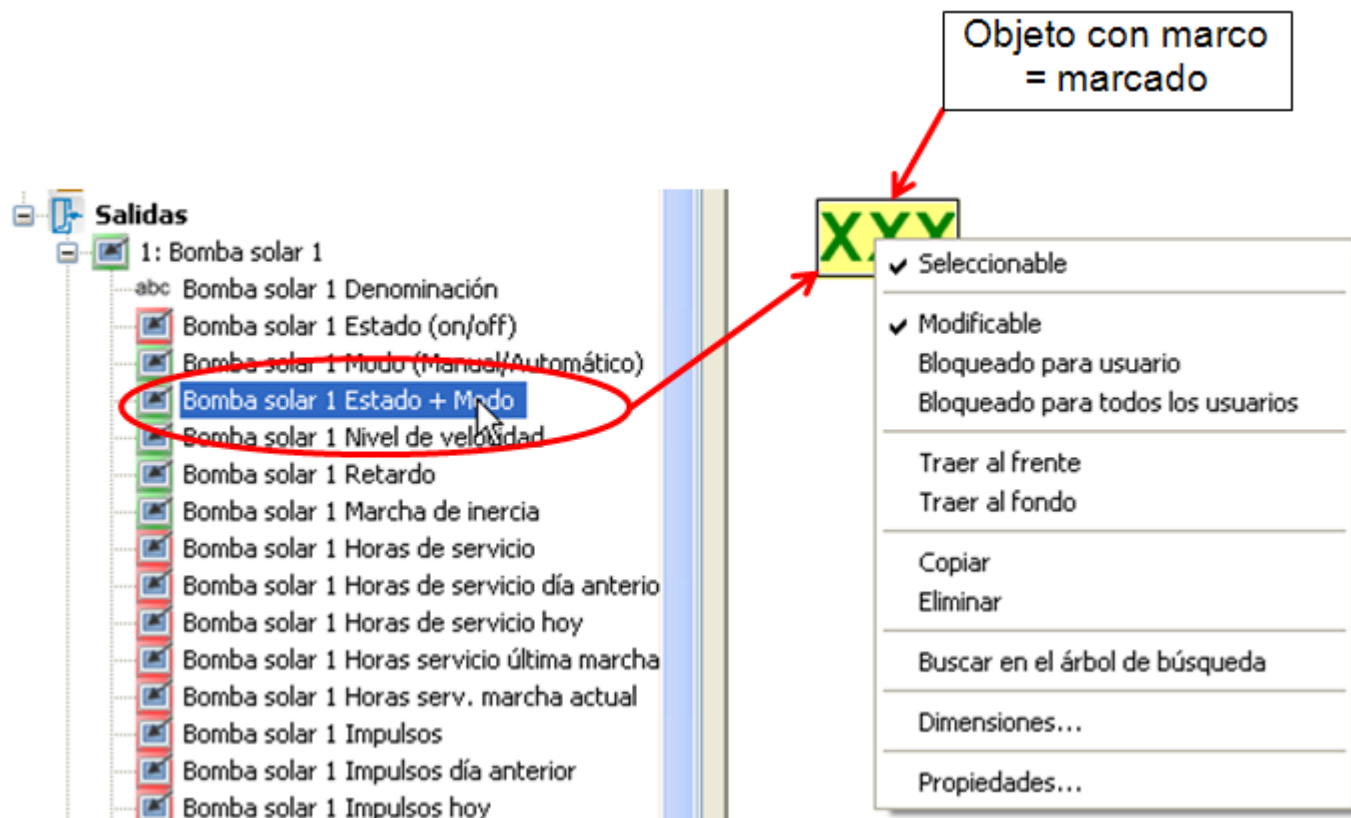 Objeto con marco
= marcado
Salidas
1: Bomba solar 1
abc Bomba solar 1 Denominación
Bomba solar 1 Estado (on/off)
Bomba solar 1 Modo (Manual/Automático)
Bomba solar 1 Estado + Modo
Bomba solar 1 Nivel de velocidad
Bomba solar 1 Retardo
Bomba solar 1 Marcha de inercia
Bomba solar 1 Horas de servicio
Bomba solar 1 Horas de servicio día anterio
Bomba solar 1 Horas de servicio hoy
Bomba solar 1 Horas servicio última marcha
Bomba solar 1 Horas serv. marcha actual
Bomba solar 1 Impulsos
Bomba solar 1 Impulsos día anterior
Bomba solar 1 Impulsos hoy
XXX
Seleccionable
Modificable
Bloqueado para usuario
Bloqueado para todos los usuarios
Traer al frente
Traer al fondo
Copiar
Eliminar
Buscar en el árbol de búsqueda
Dimensiones...
Propiedades...